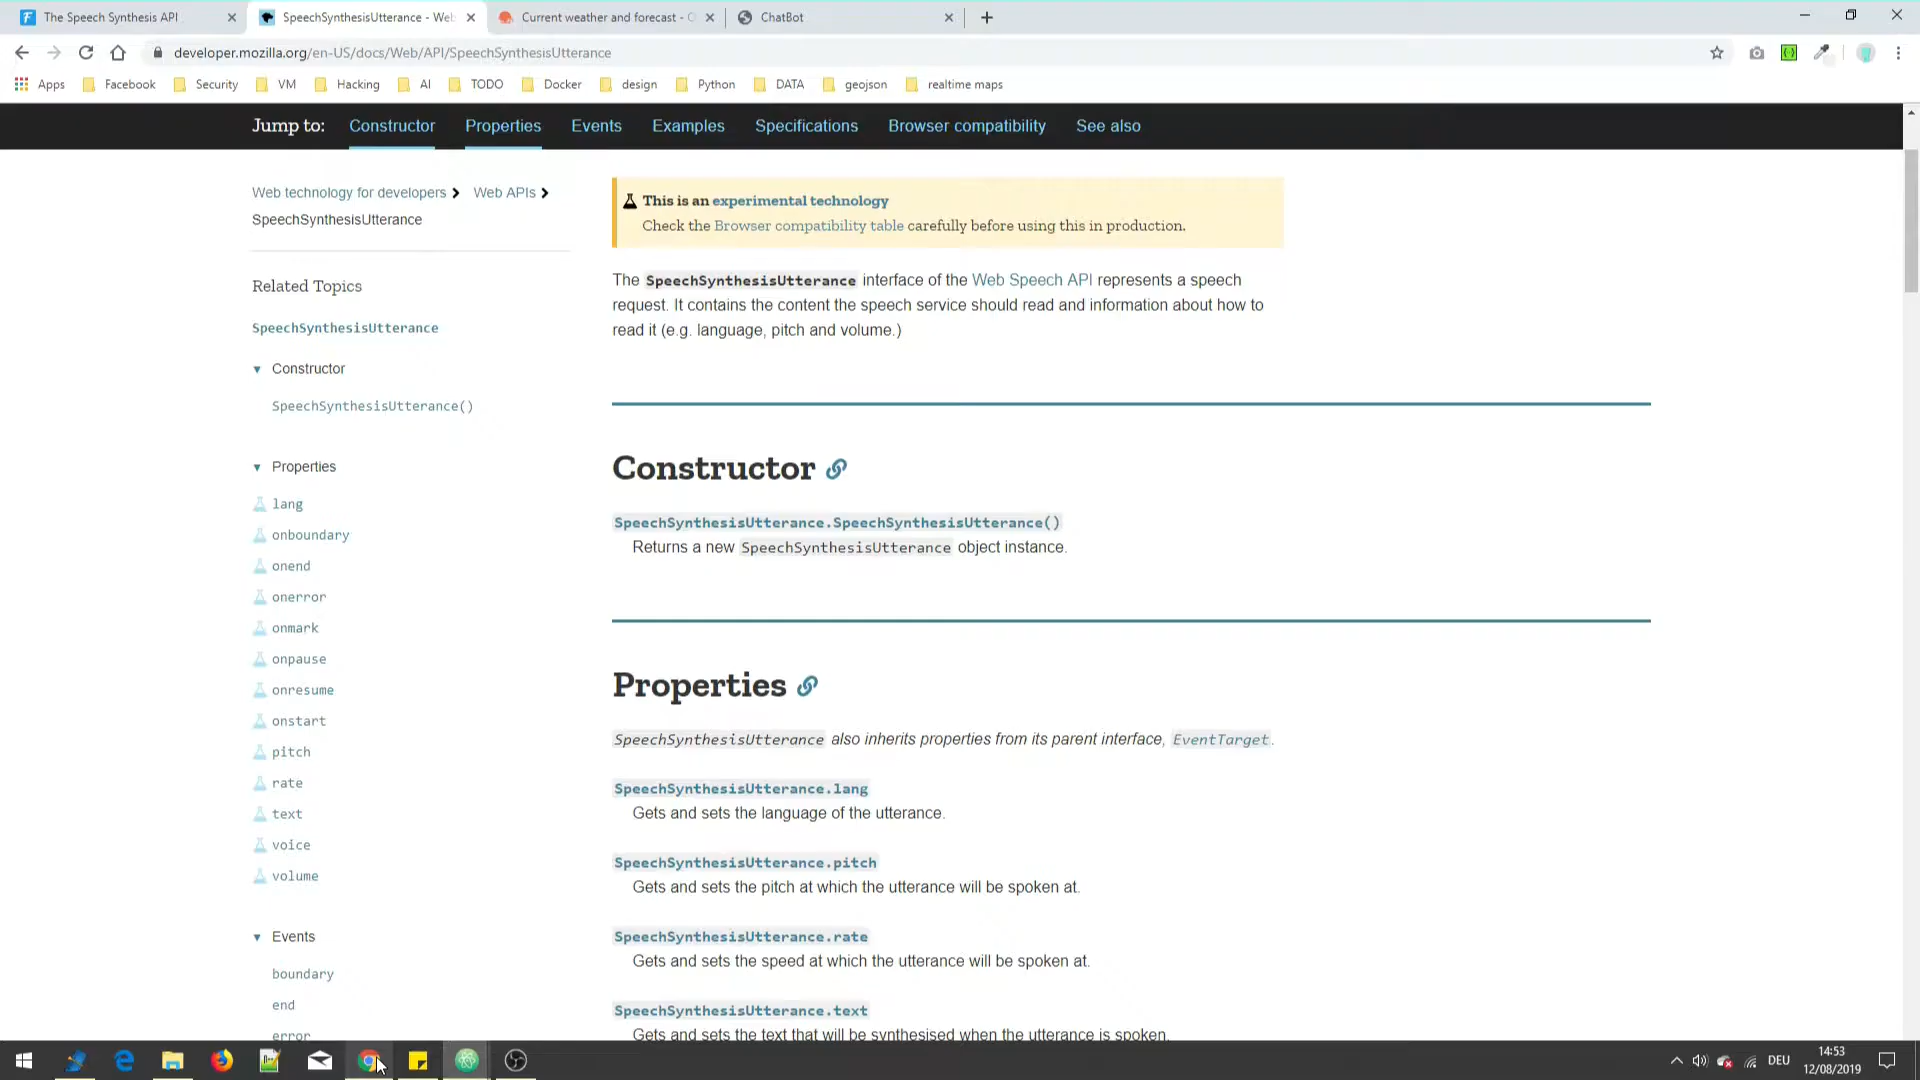 The Speech Synthesis API
SpeechSynthesisUtterance - Web
Current weather and forecast - O
ChatBot
developer.mozilla.org/en-US/docs/Web/API/SpeechSynthesisUtterance
Apps
Facebook
Security
VM
Hacking
AI
TODO
Docker
design
Python
DATA
geojson
realtime maps
Jump to:
Constructor
Properties
Events
Examples
Specifications
Browser compatibility
See also
Web technology for developers
Web APIs
SpeechSynthesisUtterance
Related Topics
SpeechSynthesisUtterance
Constructor
SpeechSynthesisUtterance()
Properties
lang
onboundary
onend
onerror
onmark
onpause
onresume
onstart
pitch
rate
text
voice
volume
Events
boundary
end
error
This is an experimental technology
Check the Browser compatibility table carefully before using this in production.
The SpeechSynthesisUtterance interface of the Web Speech API represents a speech
request. It contains the content the speech service should read and information about how to
read it (e.g. language, pitch and volume.)
Constructor
SpeechSynthesisUtterance.SpeechSynthesisUtterance()
Returns a new SpeechSynthesisUtterance object instance.
Properties
SpeechSynthesisUtterance also inherits properties from its parent interface, EventTarget.
SpeechSynthesisUtterance.lang
Gets and sets the language of the utterance.
SpeechSynthesisUtterance.pitch
Gets and sets the pitch at which the utterance will be spoken at.
SpeechSynthesisUtterance.rate
Gets and sets the speed at which the utterance will be spoken at.
SpeechSynthesisUtterance.text
Gets and sets the text that will be synthesised when the utterance is spoken.
DEU
14:53
12/08/2019